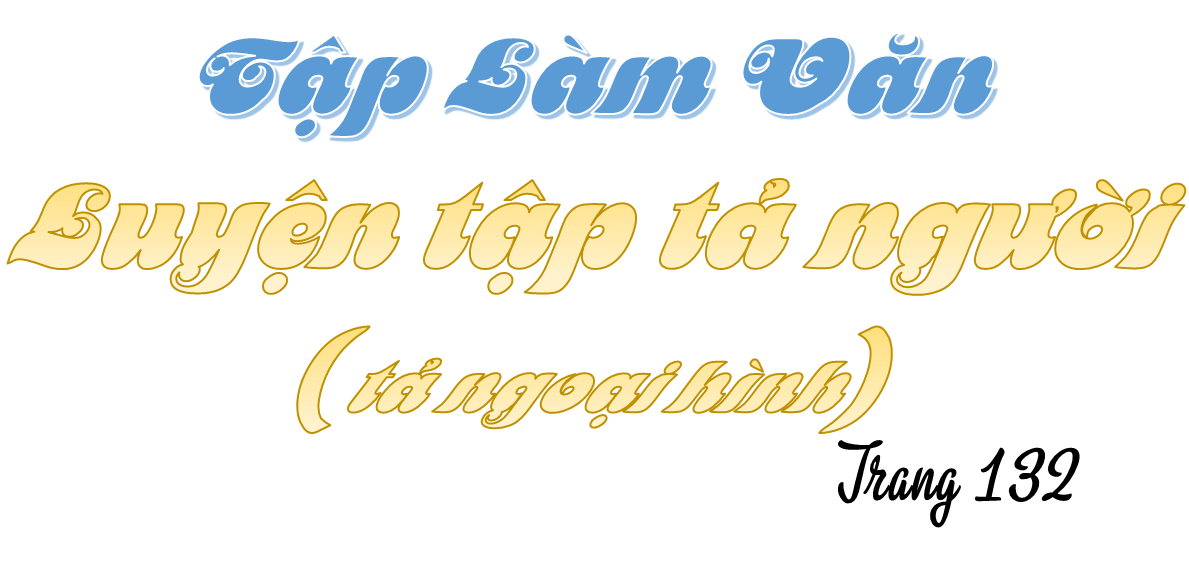 Tập Làm Văn
Luyện tập tả người
( tả ngoại hình)
Trang 132